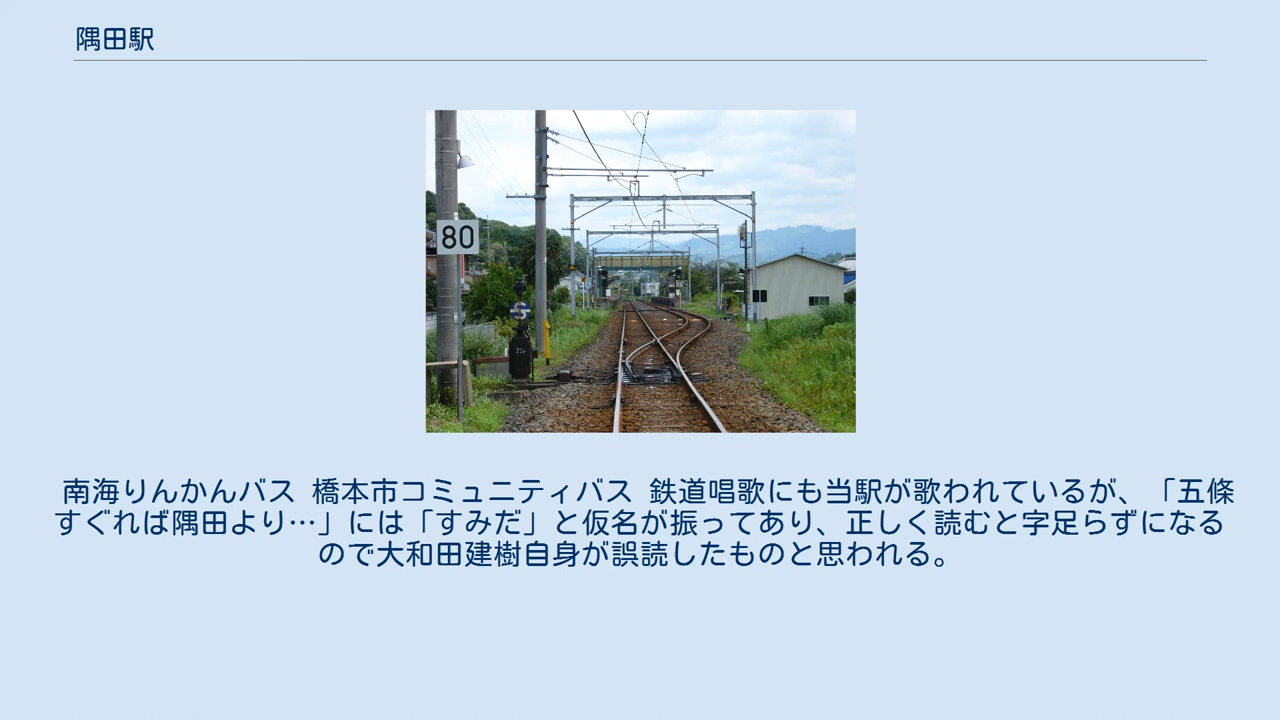 隅田駅
80
S
南海りんかんバス 橋本市コミュニティバス 鉄道唱歌にも当駅が歌われているが、「五條
すぐれば隅田より…」には「すみだ」と仮名が振ってあり、正しく読むと字足らずになる
ので大和田建樹自身が誤読したものと思われる。